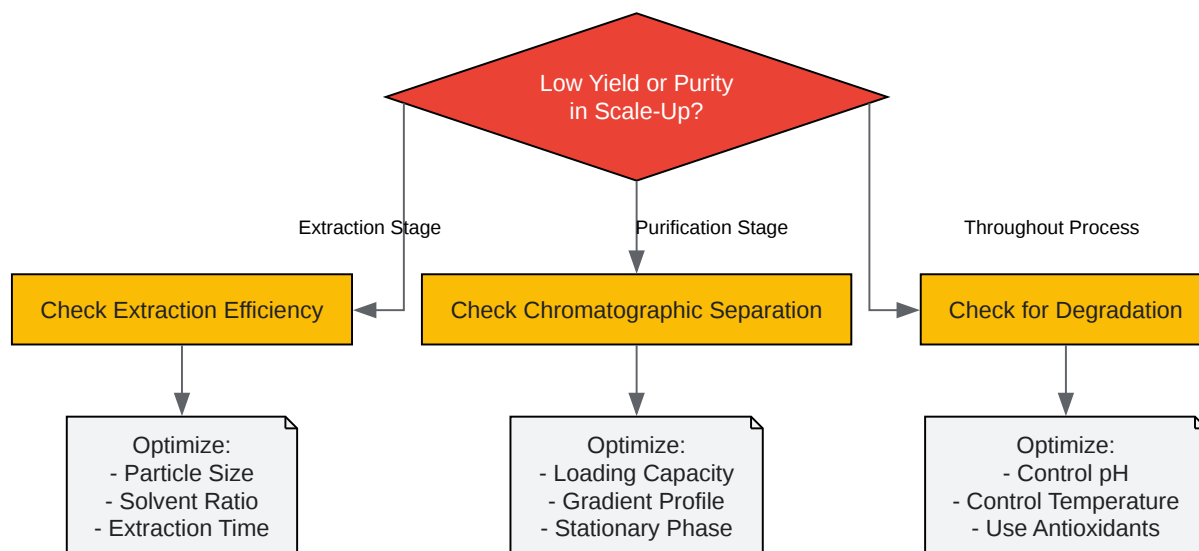 Low Yield or Purity
in Scale-Up?
Extraction Stage
Purification Stage
Throughout Process
Check Extraction Efficiency
Check Chromatographic Separation
Check for Degradation
Optimize:
- Particle Size
- Solvent Ratio
- Extraction Time
Optimize:
- Loading Capacity
- Gradient Profile
- Stationary Phase
Optimize:
- Control pH
- Control Temperature
- Use Antioxidants